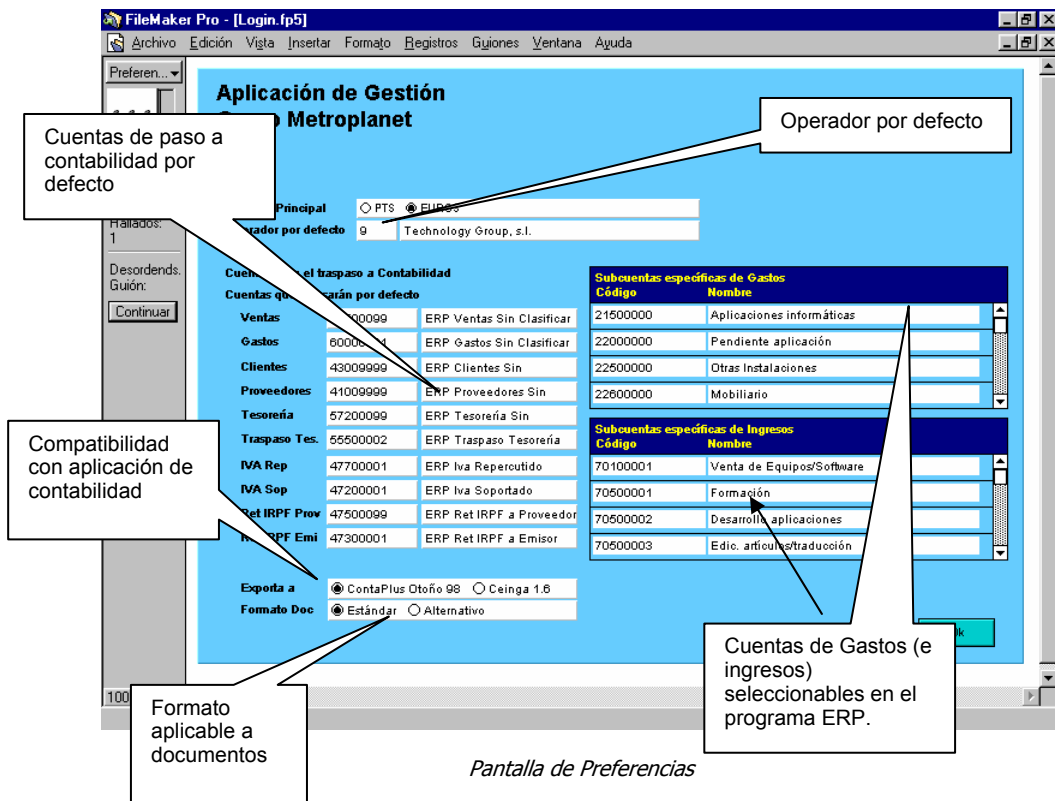 FileMaker Pro - [Login.fp5]
Archivo Edición Vista Insertar Formato Registros Guiones Ventana Ayuda
Preferen...
Aplicación de Gestión
Metroplanet
Cuentas de paso a
contabilidad por
defecto
Operador por defecto
Principal PTS EUROS
Hallados:
1
por defecto 9 Technology Group, s.l.
Desordends.
Guión:
Continuar
el traspaso a Contabilidad
Cuentas por defecto
Ventas ERP Ventas Sin Clasificar
Gastos ERP Gastos Sin Clasificar
Clientes 43009999 ERP Clientes Sin
Proveedores 41009999 ERP Proveedores Sin
Tesorería 57200099 ERP Tesorería Sin
Traspaso Tes. 55500002 ERP Traspaso Tesorería
IVA Rep 47700001 ERP Iva Repercutido
IVA Sop 47200001 ERP Iva Soportado
Ret IRPF Prov 47500099 ERP Ret IRPF a Proveedor
IRPF Emi 47300001 ERP Ret IRPF a Emisor
Subcuentas específicas de Gastos
Código Nombre
21500000 Aplicaciones informáticas
22000000 Pendiente aplicación
22500000 Otras Instalaciones
22600000 Mobiliario
Subcuentas específicas de Ingresos
Código Nombre
70100001 Venta de Equipos/Software
70500001 Formación
70500002 Desarrollo aplicaciones
70500003 Edic. artículos/traducción
Compatibilidad
con aplicación de
contabilidad
Exporta a ContaPlus Otoño 98 Ceinga 1.6
Formato Doc Estándar Alternativo
Cuentas de Gastos (e
ingresos)
seleccionables en el
programa ERP.
100
Formato
aplicable a
documentos
Pantalla de Preferencias